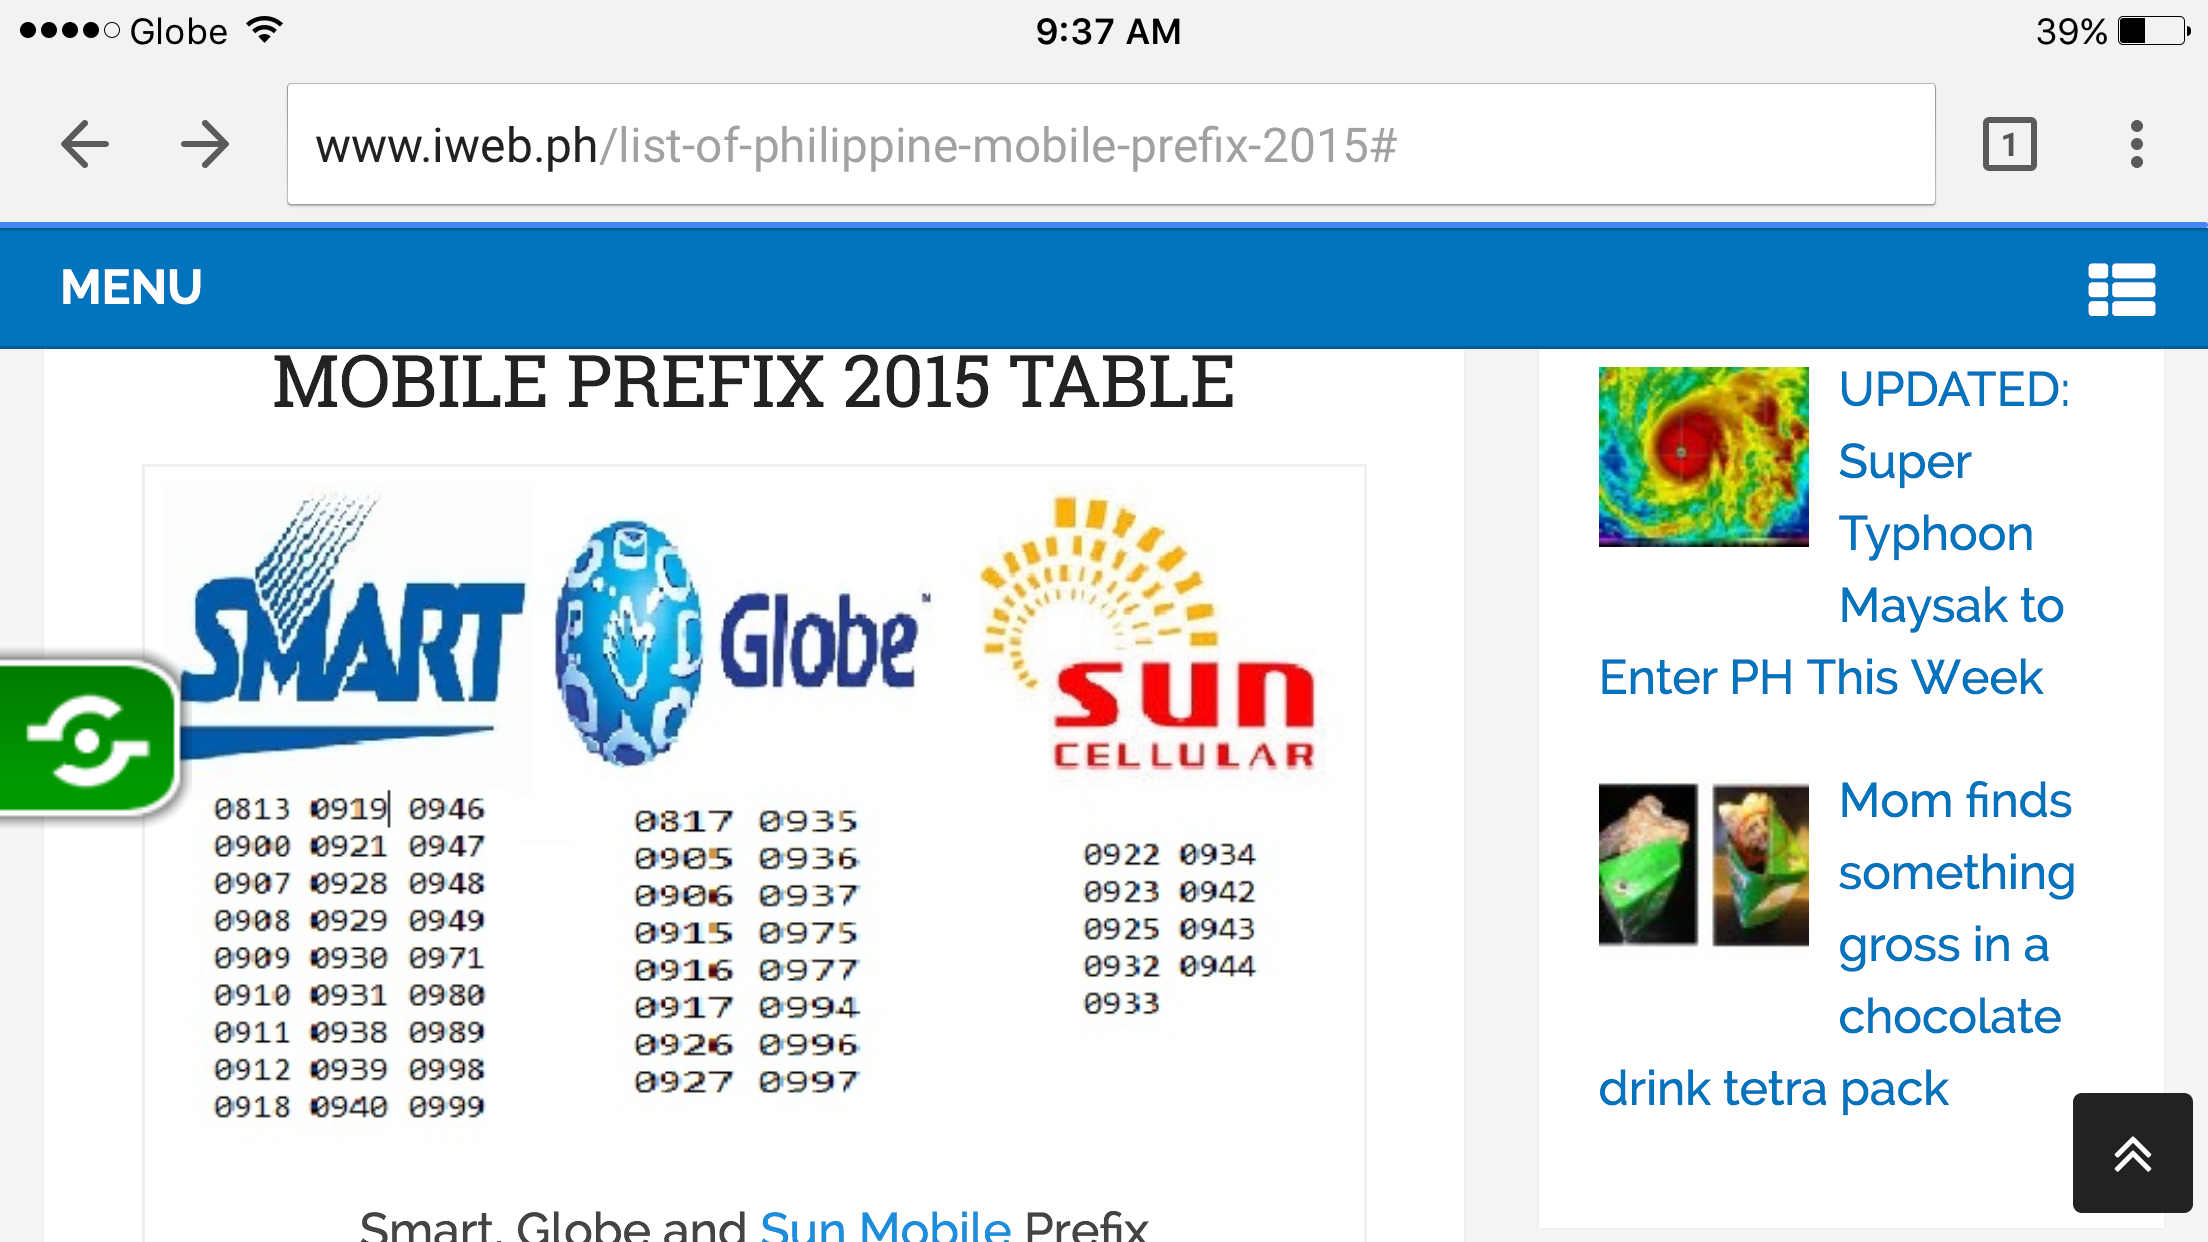 Globe 9:37 AM 39%
www.iweb.ph/list-of-philippine-mobile-prefix-2015# 1
MENU
MOBILE PREFIX 2015 TABLE
SMART Globe SUN
CELLULAR
0813 0919 0946
0900 0921 0947
0907 0928 0948
0908 0929 0949
0909 0930 0971
0910 0931 0980
0911 0938 0989
0912 0939 0998
0918 0940 0999
0817 0935
0905 0936
0906 0937
0915 0975
0916 0977
0917 0994
0926 0996
0927 0997
0922 0934
0923 0942
0925 0943
0932 0944
0933
Smart, Globe and Sun Mobile Prefix
UPDATED:
Super
Typhoon
Maysak to
Enter PH This Week
Mom finds
something
gross in a
chocolate
drink tetra pack